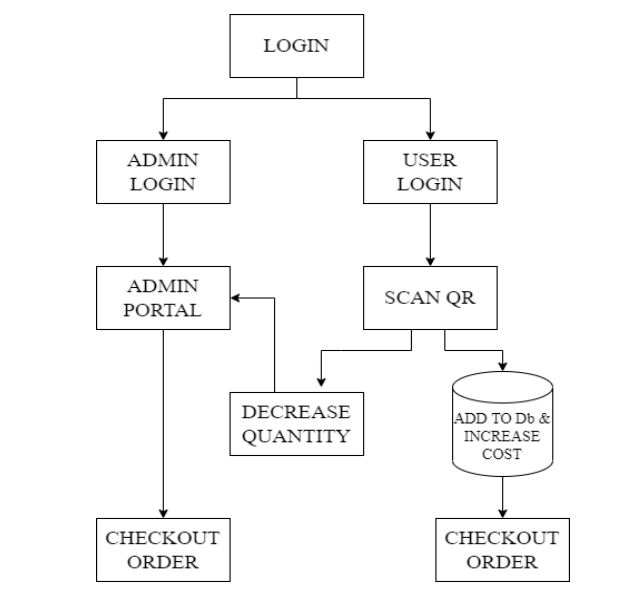 LOGIN
ADMIN
LOGIN
USER
LOGIN
ADMIN
PORTAL
SCAN QR
DECREASE
QUANTITY
ADD TO Db &
INCREASE
COST
CHECKOUT
ORDER
CHECKOUT
ORDER